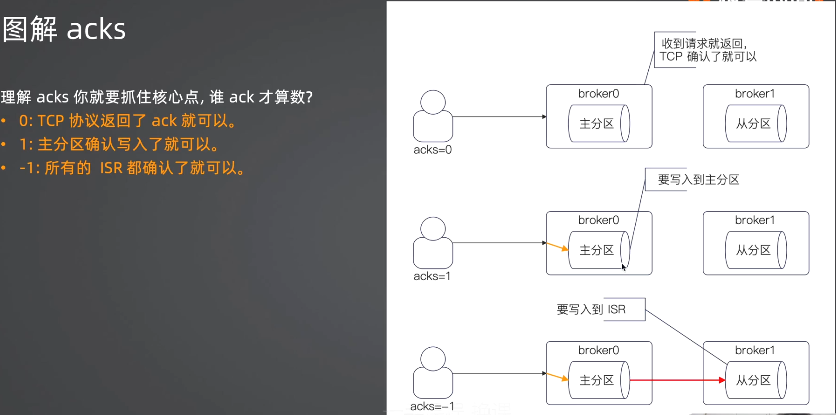 图解 acks
理解 acks 你就要抓住核心点, 谁 ack 才算数?
• 0: TCP 协议返回了 ack 就可以。
• 1: 主分区确认写入了就可以。
• -1: 所有的 ISR 都确认了就可以。
收到请求就返回,
TCP 确认了就可以
broker0
broker1
主分区
从分区
acks=0
要写入到主分区
broker0
broker1
主分区
从分区
acks=1
要写入到 ISR
broker0
broker1
主分区
从分区
acks=-1